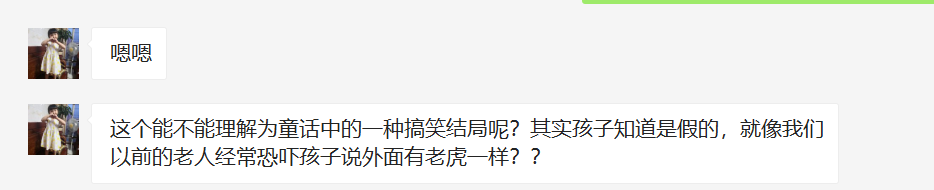 嗯嗯
这个能不能理解为童话中的一种搞笑结局呢？其实孩子知道是假的，就像我们
以前的老人经常恐吓孩子说外面有老虎一样？？